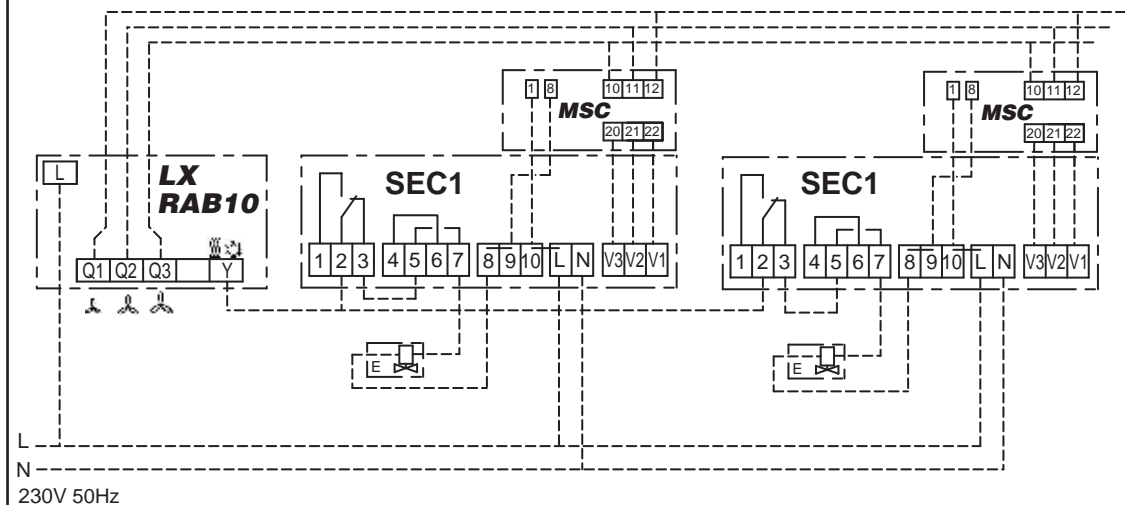 1 8 10 11 12
MSC
20 21 22
1 8 10 11 12
MSC
20 21 22
L
LX
RAB10
Q1 Q2 Q3 Y
SEC1
1 2 3 4 5 6 7 8 9 10 L N V3 V2 V1
E
SEC1
1 2 3 4 5 6 7 8 9 10 L N V3 V2 V1
E
L
N
230V 50Hz